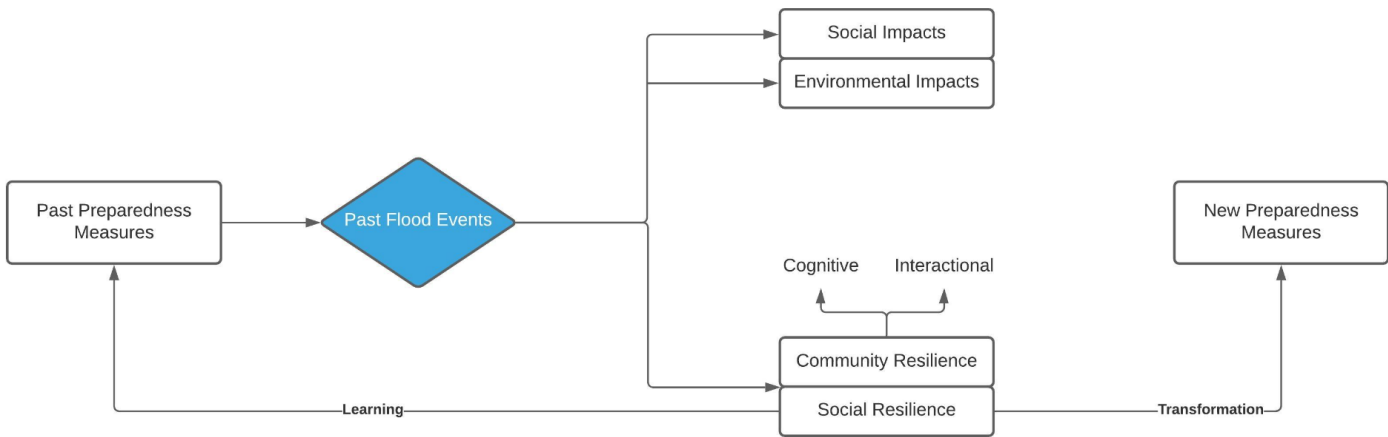 Social Impacts
Environmental Impacts
Past Preparedness
Measures
Past Flood Events
New Preparedness
Measures
Cognitive
Interactional
Community Resilience
Social Resilience
Learning
Transformation